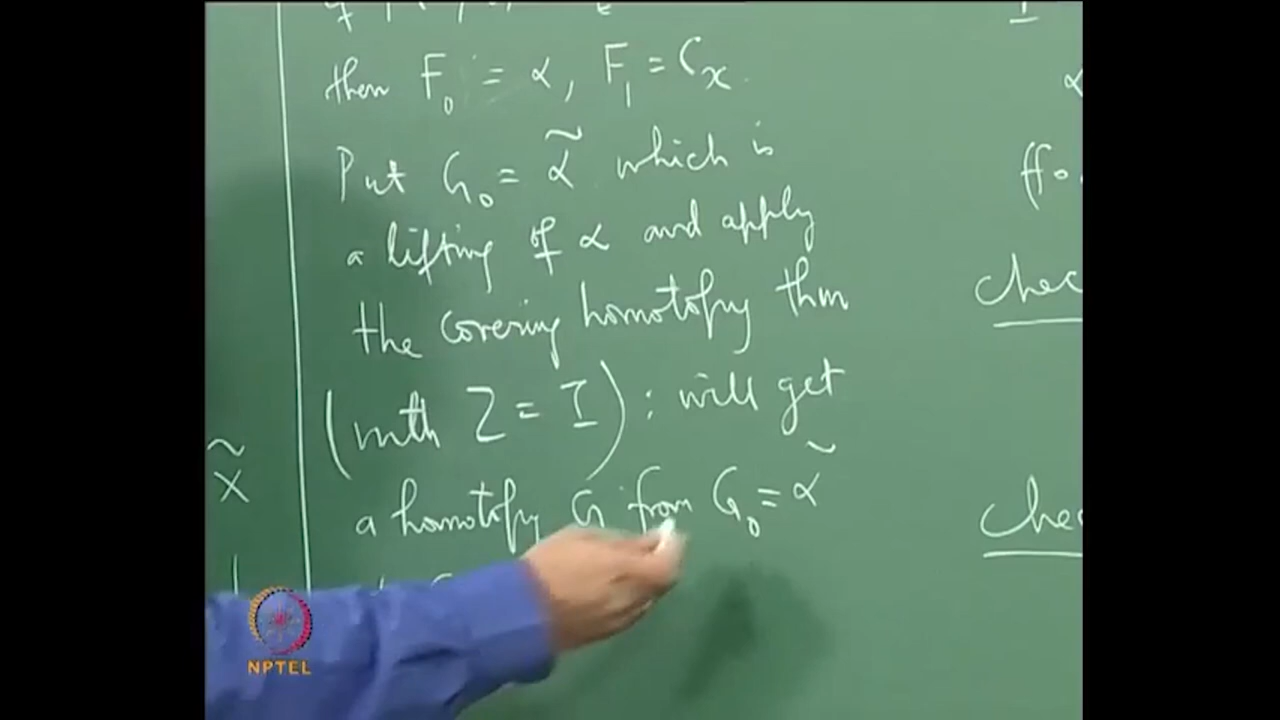 then F₀ = α, F₁ = Cₓ.
Put G₀ = α̃ which is
a lifting of α and apply
the covering homotopy thm
(with Z = I) : will get
a homotopy G from G₀ = α̃
X̃
I
α
ffo
chec
Chec
NPTEL